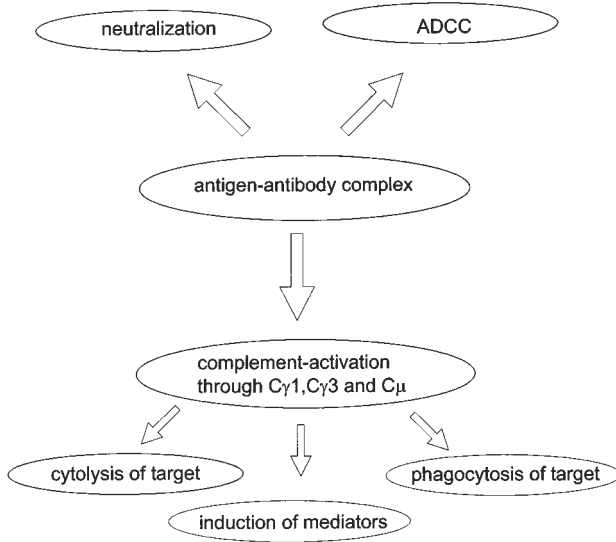 neutralization
ADCC
antigen-antibody complex
complement-activation
through Cγ1,Cγ3 and Cμ
cytolysis of target
phagocytosis of target
induction of mediators